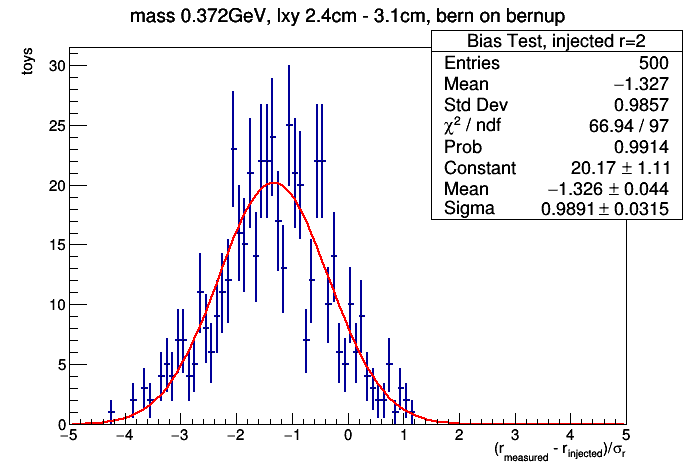 mass 0.372GeV, lxy 2.4cm - 3.1cm, bern on bernup
Bias Test, injected r=2
Entries 500
Mean −1.327
Std Dev 0.9857
χ² / ndf 66.94 / 97
Prob 0.9914
Constant 20.17 ± 1.11
Mean −1.326 ± 0.044
Sigma 0.9891 ± 0.0315
toys
30
25
20
15
10
5
0
−5 −4 −3 −2 −1 0 1 2 3 4 5
(r_measured - r_injected)/σ_r